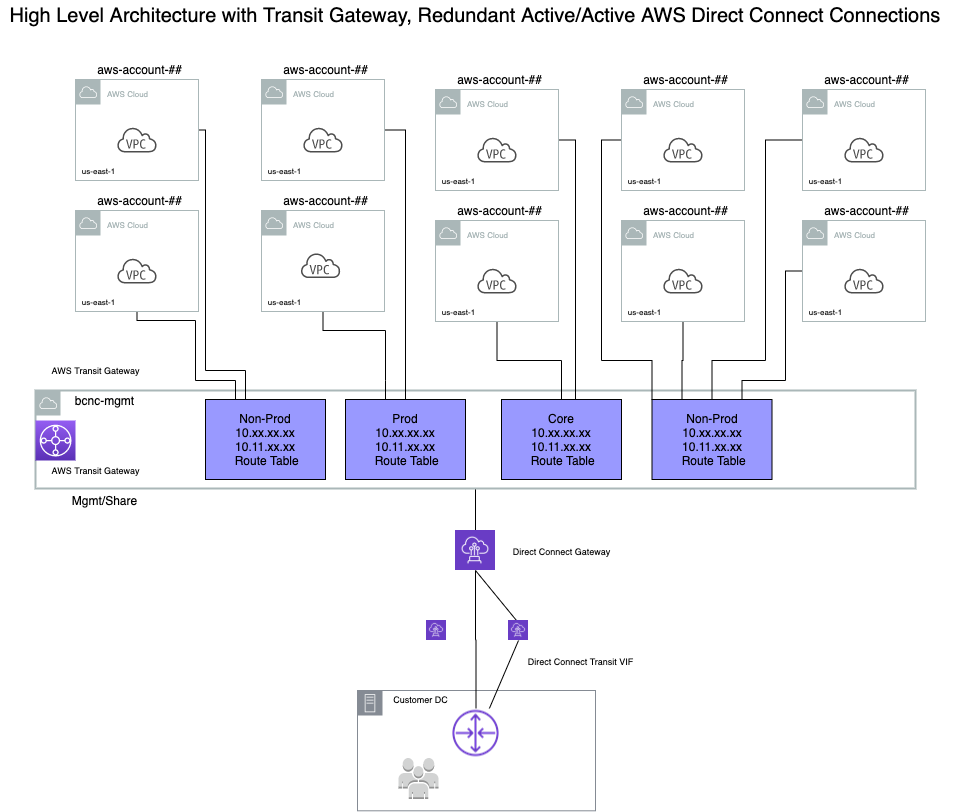 High Level Architecture with Transit Gateway, Redundant Active/Active AWS Direct Connect Connections
aws-account-##
AWS Cloud
VPC
us-east-1
aws-account-##
AWS Cloud
VPC
us-east-1
aws-account-##
AWS Cloud
VPC
us-east-1
aws-account-##
AWS Cloud
VPC
us-east-1
aws-account-##
AWS Cloud
VPC
us-east-1
aws-account-##
AWS Cloud
VPC
us-east-1
aws-account-##
AWS Cloud
VPC
us-east-1
aws-account-##
AWS Cloud
VPC
us-east-1
aws-account-##
AWS Cloud
VPC
us-east-1
aws-account-##
AWS Cloud
VPC
us-east-1
AWS Transit Gateway
bcnc-mgmt
AWS Transit Gateway
Non-Prod
10.xx.xx.xx
10.11.xx.xx
Route Table
Prod
10.xx.xx.xx
10.11.xx.xx
Route Table
Core
10.xx.xx.xx
10.11.xx.xx
Route Table
Non-Prod
10.xx.xx.xx
10.11.xx.xx
Route Table
Mgmt/Share
Direct Connect Gateway
Direct Connect Transit VIF
Customer DC